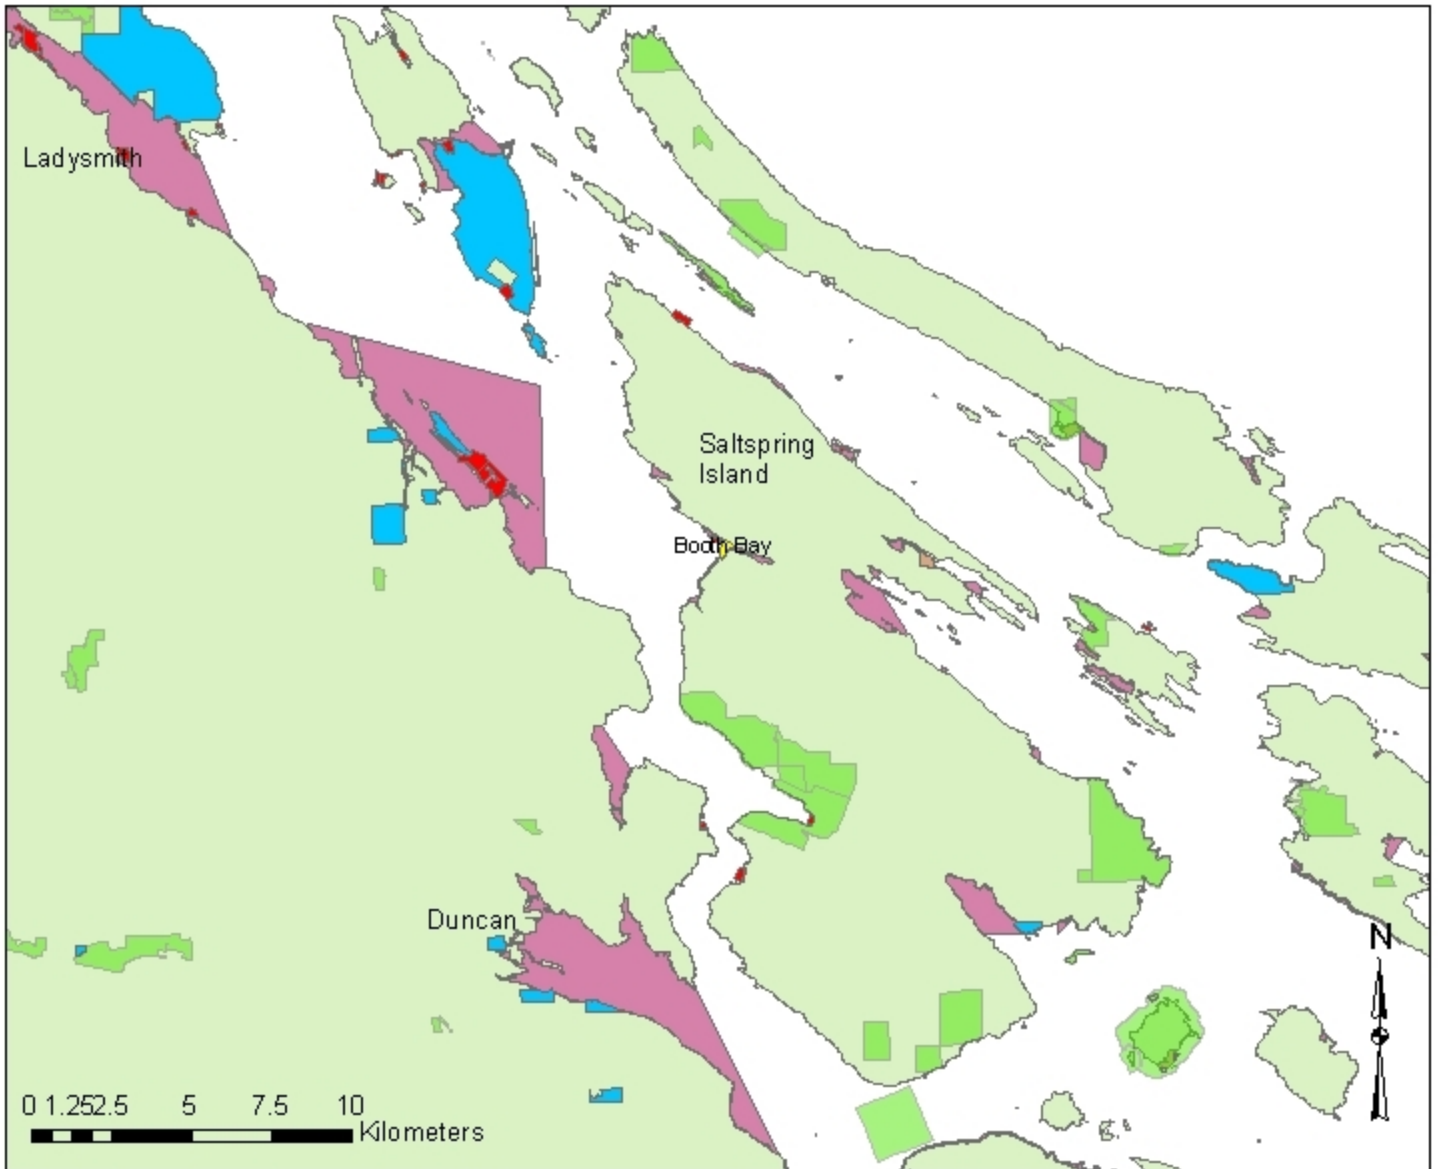 Ladysmith
Saltspring
Island
Booth Bay
Duncan
N
0 1.252.5 5 7.5 10
Kilometers